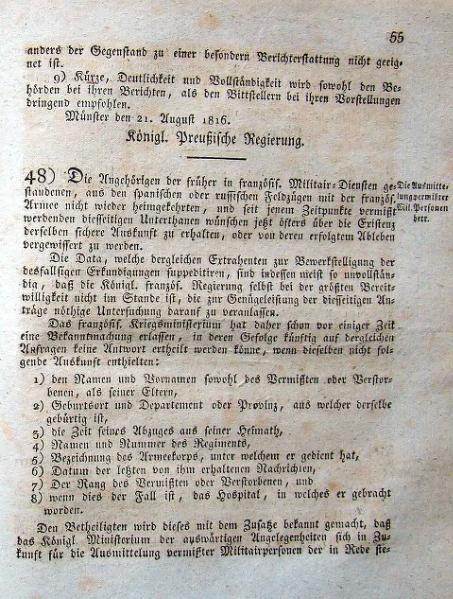 55
anders der Gegenstand zu einer besondern Berichterstattung nicht geeig-
net ist.
9) Kürze, Deutlichkeit und Vollständigkeit wird sowohl den Be-
hörden bei ihren Berichten, als den Bittstellern bei ihren Vorstellungen
dringend empfohlen.
Münster den 21. August 1816.
Königl. Preußische Regierung.
48) Die Angehörigen der früher in französis. Militair-Diensten ge-
standenen, aus den spanischen oder russischen Feldzügen mit der französ.
Armee nicht wieder heimgekehrten, und seit jenem Zeitpunkte vermißt
werdenden diesseitigen Unterthanen wünschen jetzt öfters über die Existenz
derselben sichere Auskunft zu erhalten, oder von deren erfolgtem Ableben
vergewissert zu werden.
Die Ausmitte-
lung vermißter
Mil. Personen
betr.
Die Data, welche dergleichen Extrahenten zur Bewerkstelligung der
desfallsigen Erkundigungen suppeditiren, sind indessen meist so unvollstän-
dig, daß die Königl. französ. Regierung selbst bei der größten Bereit-
willigkeit nicht im Stande ist, die zur Genügeleistung der diesseitigen An-
träge nöthige Untersuchung darauf zu veranlassen.
Das französis. Kriegsministerium hat daher schon vor einiger Zeit
eine Bekanntmachung erlassen, in deren Gefolge künftig auf dergleichen
Anfragen keine Antwort ertheilt werden könne, wenn dieselben nicht fol-
gende Auskunft enthielten:
1) den Namen und Vornamen sowohl des Vermißten oder Verstor-
benen, als seiner Eltern,
2) Geburtsort und Departement oder Provinz, aus welcher derselbe
gebürtig ist,
3) die Zeit seines Abzuges aus seiner Heimath,
4) Namen und Nummer des Regiments,
5) Bezeichnung des Armeekorps, unter welchem er gedient hat,
6) Datum der letzten von ihm erhaltenen Nachrichten,
7) Der Rang des Vermißten oder Verstorbenen, und
8) wenn dies der Fall ist, das Hospital, in welches er gebracht
worden.
Den Betheiligten wird dieses mit dem Zusatze bekannt gemacht, daß
das Königl. Ministerium der auswärtigen Angelegenheiten sich in Zu-
kunft für die Ausmittelung vermißter Militairpersonen der in Rede ste-